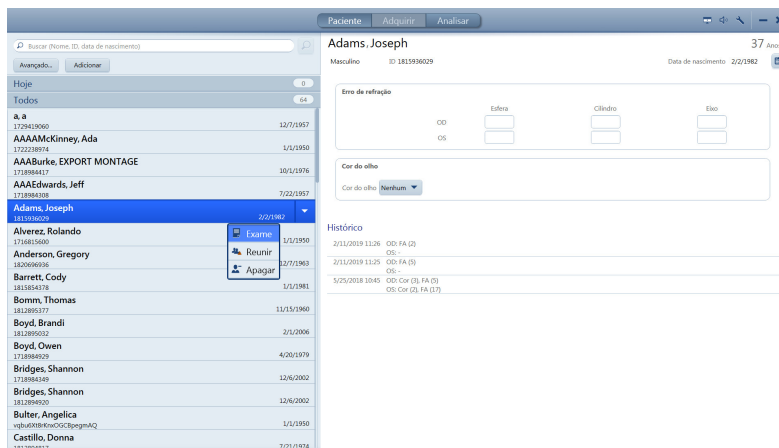 Paciente Adquirir Analisar
Buscar (Nome, ID, data de nascimento)
Avançado... Adicionar
Hoje 0
Todos 64
a, a
1729419060 12/7/1957
AAAAMcKinney, Ada
1722238974 1/1/1950
AAABurke, EXPORT MONTAGE
1718984417 10/1/1976
AAAEdwards, Jeff
1718984308 7/22/1957
Adams, Joseph
1815936029 2/2/1982
Alverez, Rolando
1716815600 1/1/1950
Anderson, Gregory
1820696936 12/7/1963
Barrett, Cody
1815854378 1/1/1981
Bomm, Thomas
1812895377 11/15/1960
Boyd, Brandi
1812895032 2/1/2006
Boyd, Owen
1718984929 4/20/1979
Bridges, Shannon
1718984349 12/6/2002
Bridges, Shannon
1812894920 12/6/2002
Bulter, Angelica
vqbu6Xt8rKnxOGCBpegmAQ 1/1/1950
Castillo, Donna
7/21/1974
Exame
Reunir
Apagar
Adams, Joseph 37 Anos
Masculino ID 1815936029 Data de nascimento 2/2/1982
Erro de refração
Esfera Cilindro Eixo
OD
OS
Cor do olho
Cor do olho Nenhum
Histórico
2/11/2019 11:26 OD: FA (2)
OS: -
2/11/2019 11:25 OD: FA (5)
OS: -
5/25/2018 10:45 OD: Cor (3), FA (5)
OS: Cor (2), FA (17)